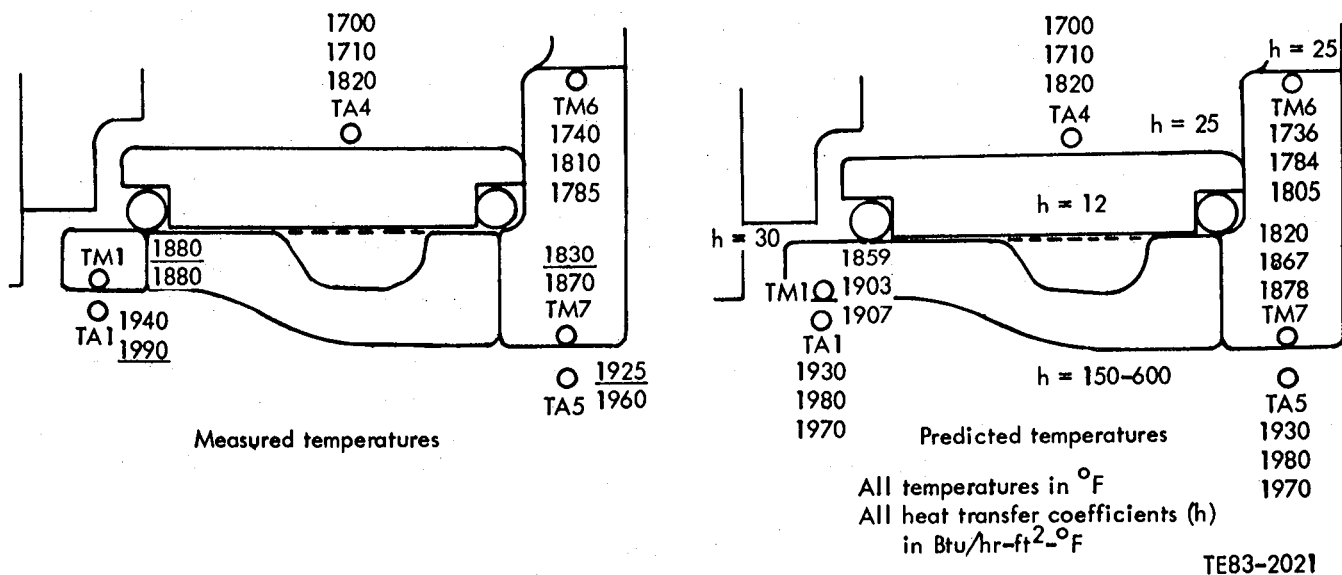 1700
1710
1820
TA4
TM6
1740
1810
1785
TM1
1880
1880
1830
1870
TM7
TA1
1940
1990
1925
1960
TA5
Measured temperatures
1700
1710
1820
TA4
h = 25
h = 25
TM6
1736
1784
1805
h = 12
h = 30
1820
1867
1878
TM7
1859
1903
1907
TM1
TA1
1930
1980
1970
h = 150-600
TA5
1930
1980
1970
Predicted temperatures
All temperatures in °F
All heat transfer coefficients (h)
in Btu/hr-ft²-°F
TE83-2021